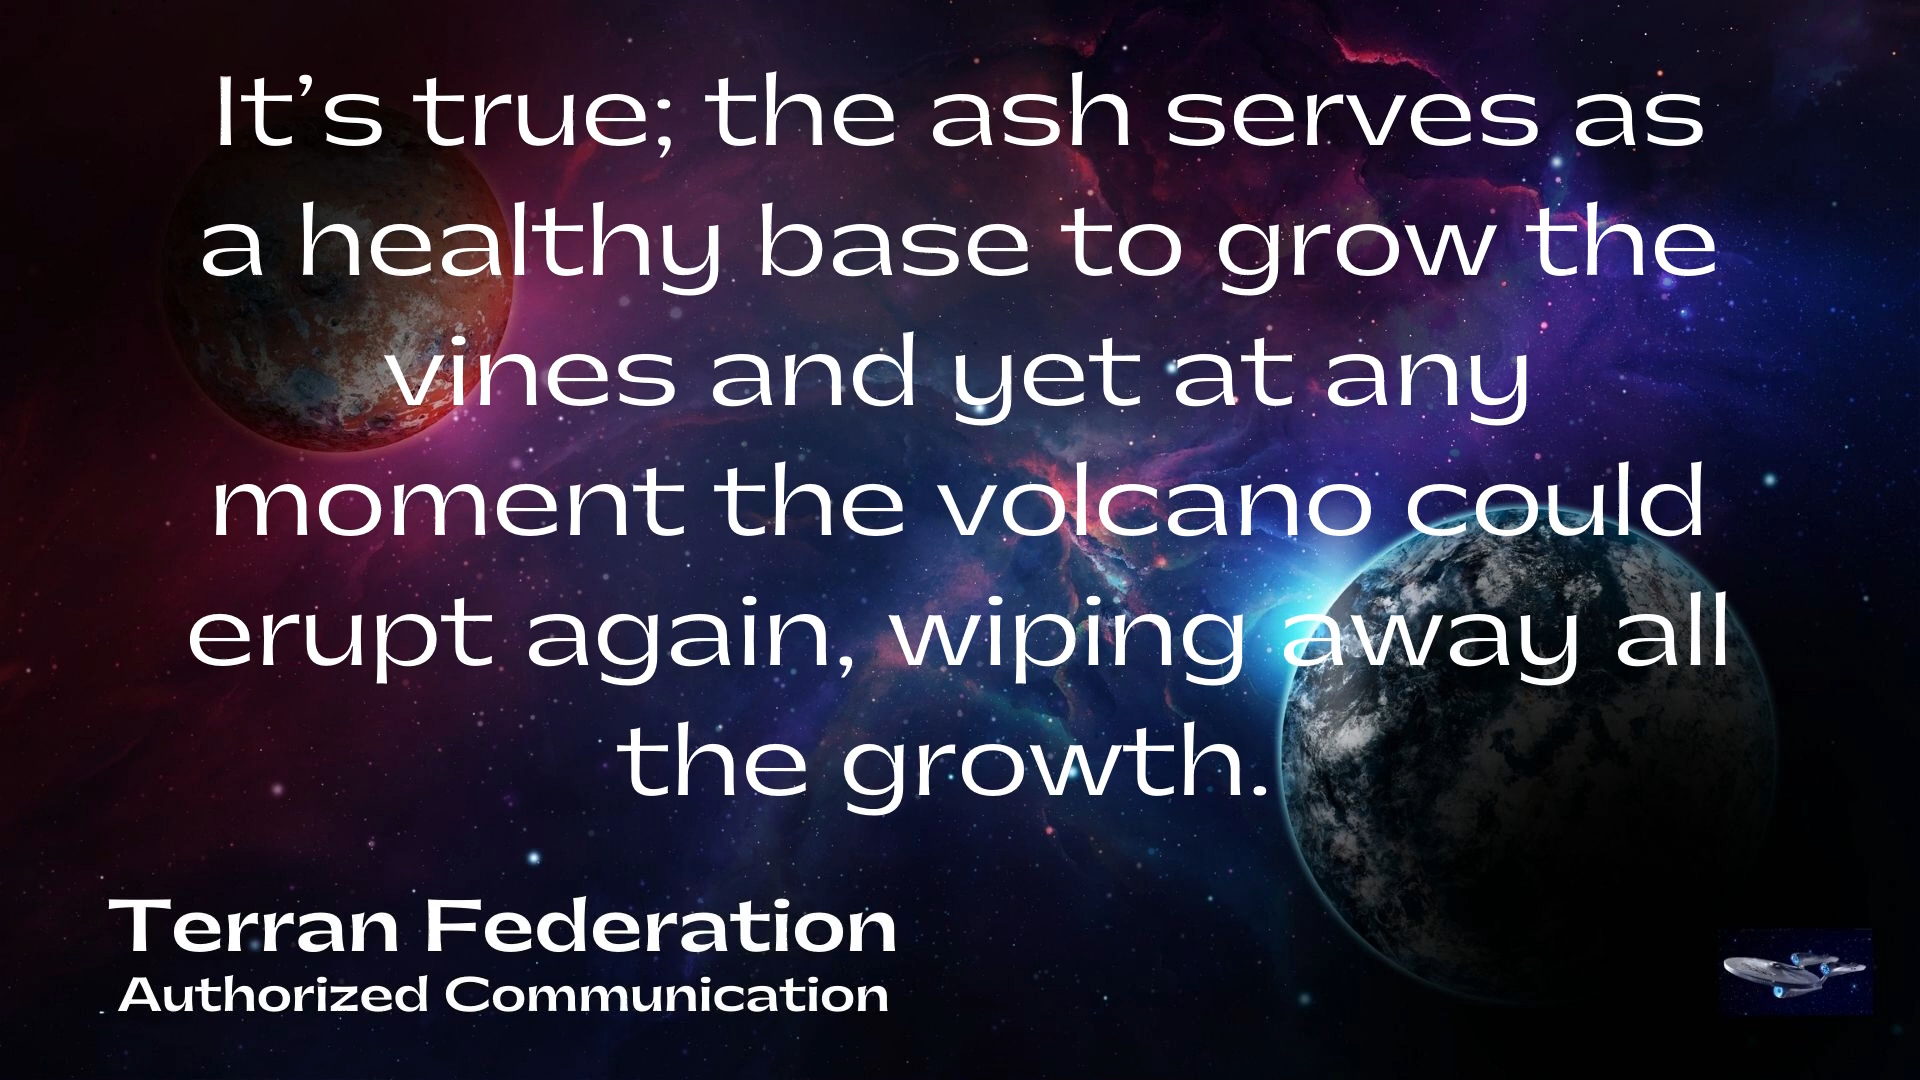 It’s true; the ash serves as
a healthy base to grow the
vines and yet at any
moment the volcano could
erupt again, wiping away all
the growth.
Terran Federation
Authorized Communication